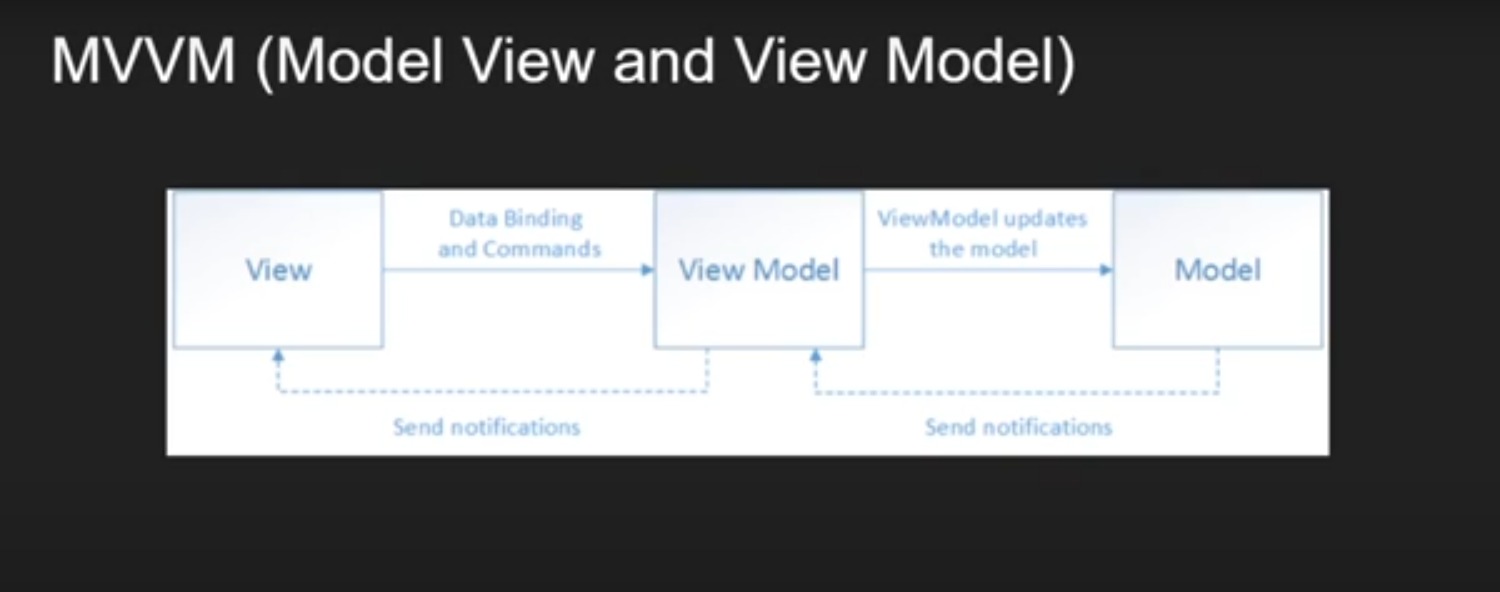 MVVM (Model View and View Model)
View
Data Binding
and Commands
View Model
ViewModel updates
the model
Model
Send notifications
Send notifications